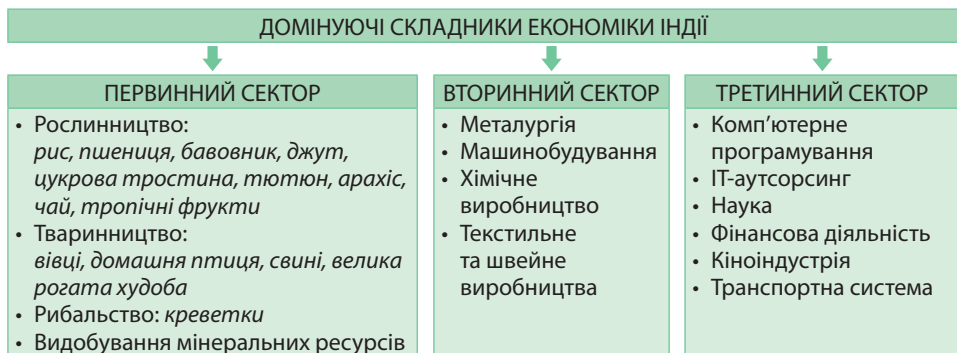 ДОМІНУЮЧІ СКЛАДНИКИ ЕКОНОМІКИ ІНДІЇ
ПЕРВИННИЙ СЕКТОР
• Рослинництво:
рис, пшениця, бавовник, джут,
цукрова тростина, тютюн, арахіс,
чай, тропічні фрукти
• Тваринництво:
вівці, домашня птиця, свині, велика
рогата худоба
• Рибальство: креветки
• Видобування мінеральних ресурсів
ВТОРИННИЙ СЕКТОР
• Металургія
• Машинобудування
• Хімічне
виробництво
• Текстильне
та швейне
виробництва
ТРЕТИННИЙ СЕКТОР
• Комп’ютерне
програмування
• ІТ-аутсорсинг
• Наука
• Фінансова діяльність
• Кіноіндустрія
• Транспортна система